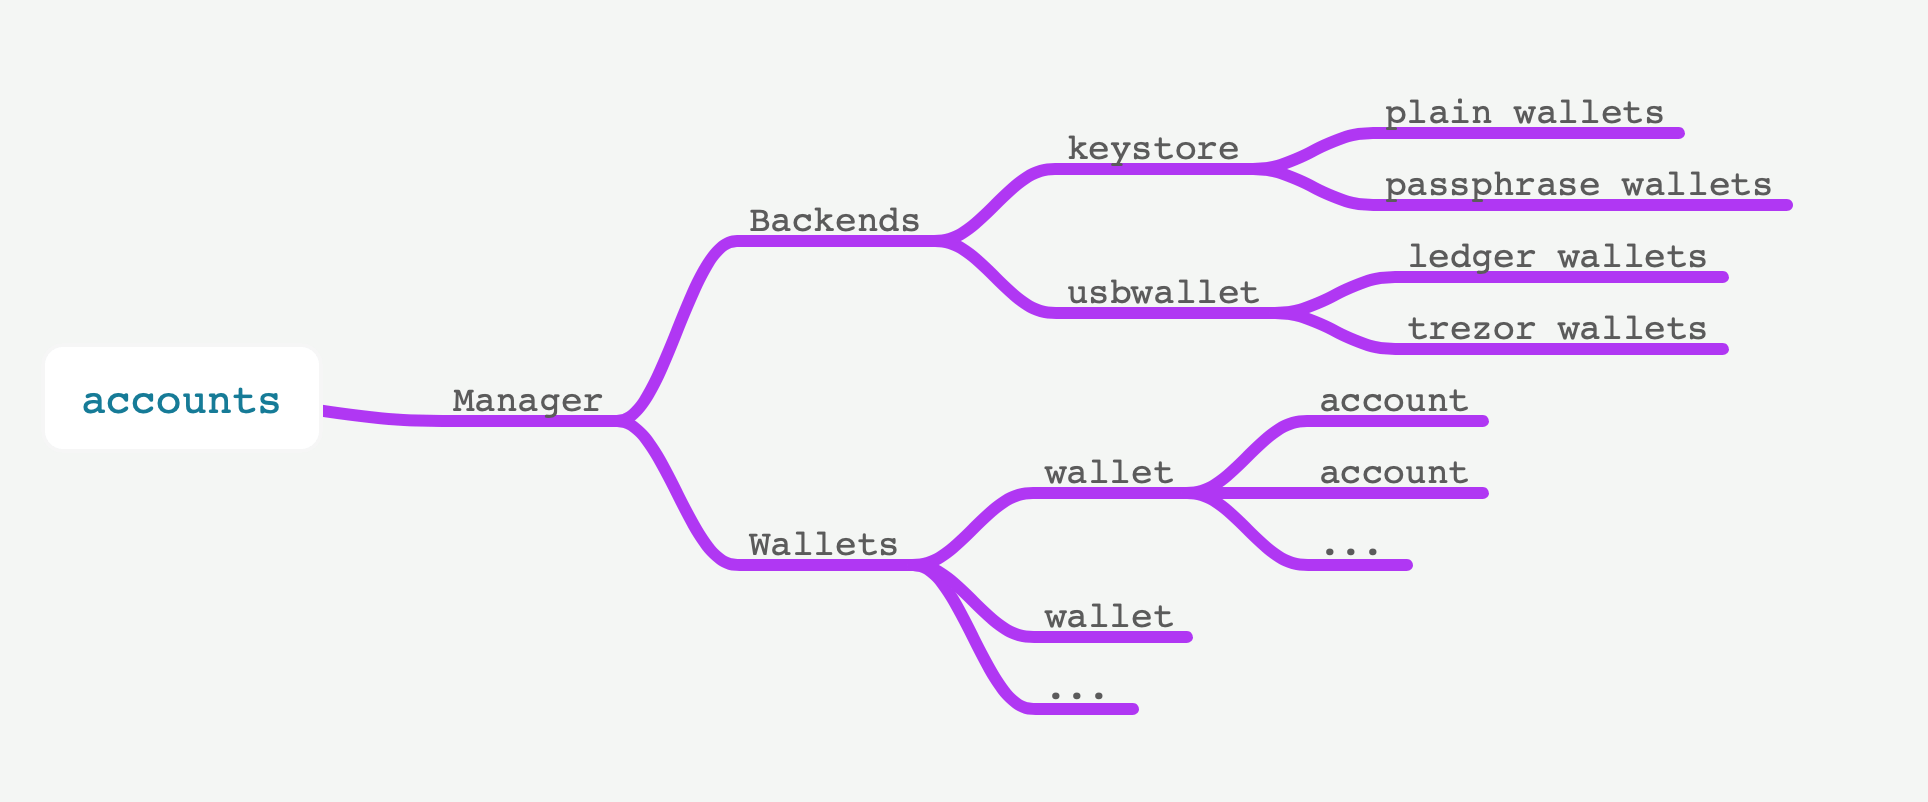 accounts
Manager
Backends
keystore
plain wallets
passphrase wallets
usbwallet
ledger wallets
trezor wallets
Wallets
wallet
account
account
...
wallet
...